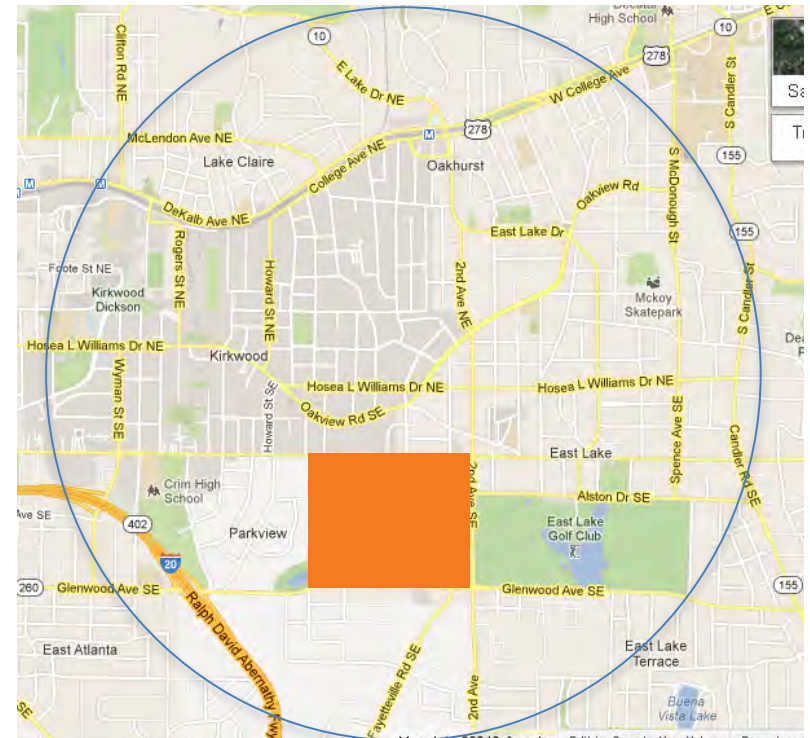 High School
10
10
Clifton Rd NE
E Lake Dr NE
278
W College Ave
S Candler St
Sa
McLendon Ave NE
278
Lake Claire
College Ave NE
M
Oakhurst
S McDonough St
155
M
M
DeKalb Ave NE
Oakview Rd
Rogers St NE
East Lake Dr
155
Foote St NE
Howard St NE
2nd Ave NE
S Candler St
Kirkwood
Dickson
Mckoy
Skatepark
Hosea L Williams Dr NE
Kirkwood
Wyman St SE
Howard St SE
Hosea L Williams Dr NE
Hosea L Williams Dr NE
Oakview Rd SE
Spence Ave SE
Candler Rd SE
East Lake
Crim High
School
2nd Ave SE
Alston Dr SE
Ave SE
402
Parkview
East Lake
Golf Club
20
260
Glenwood Ave SE
Glenwood Ave SE
155
Ralph David Abernathy Fwy
East Atlanta
Fayetteville Rd SE
2nd Ave
East Lake
Terrace
SE
Buena
Vista Lake